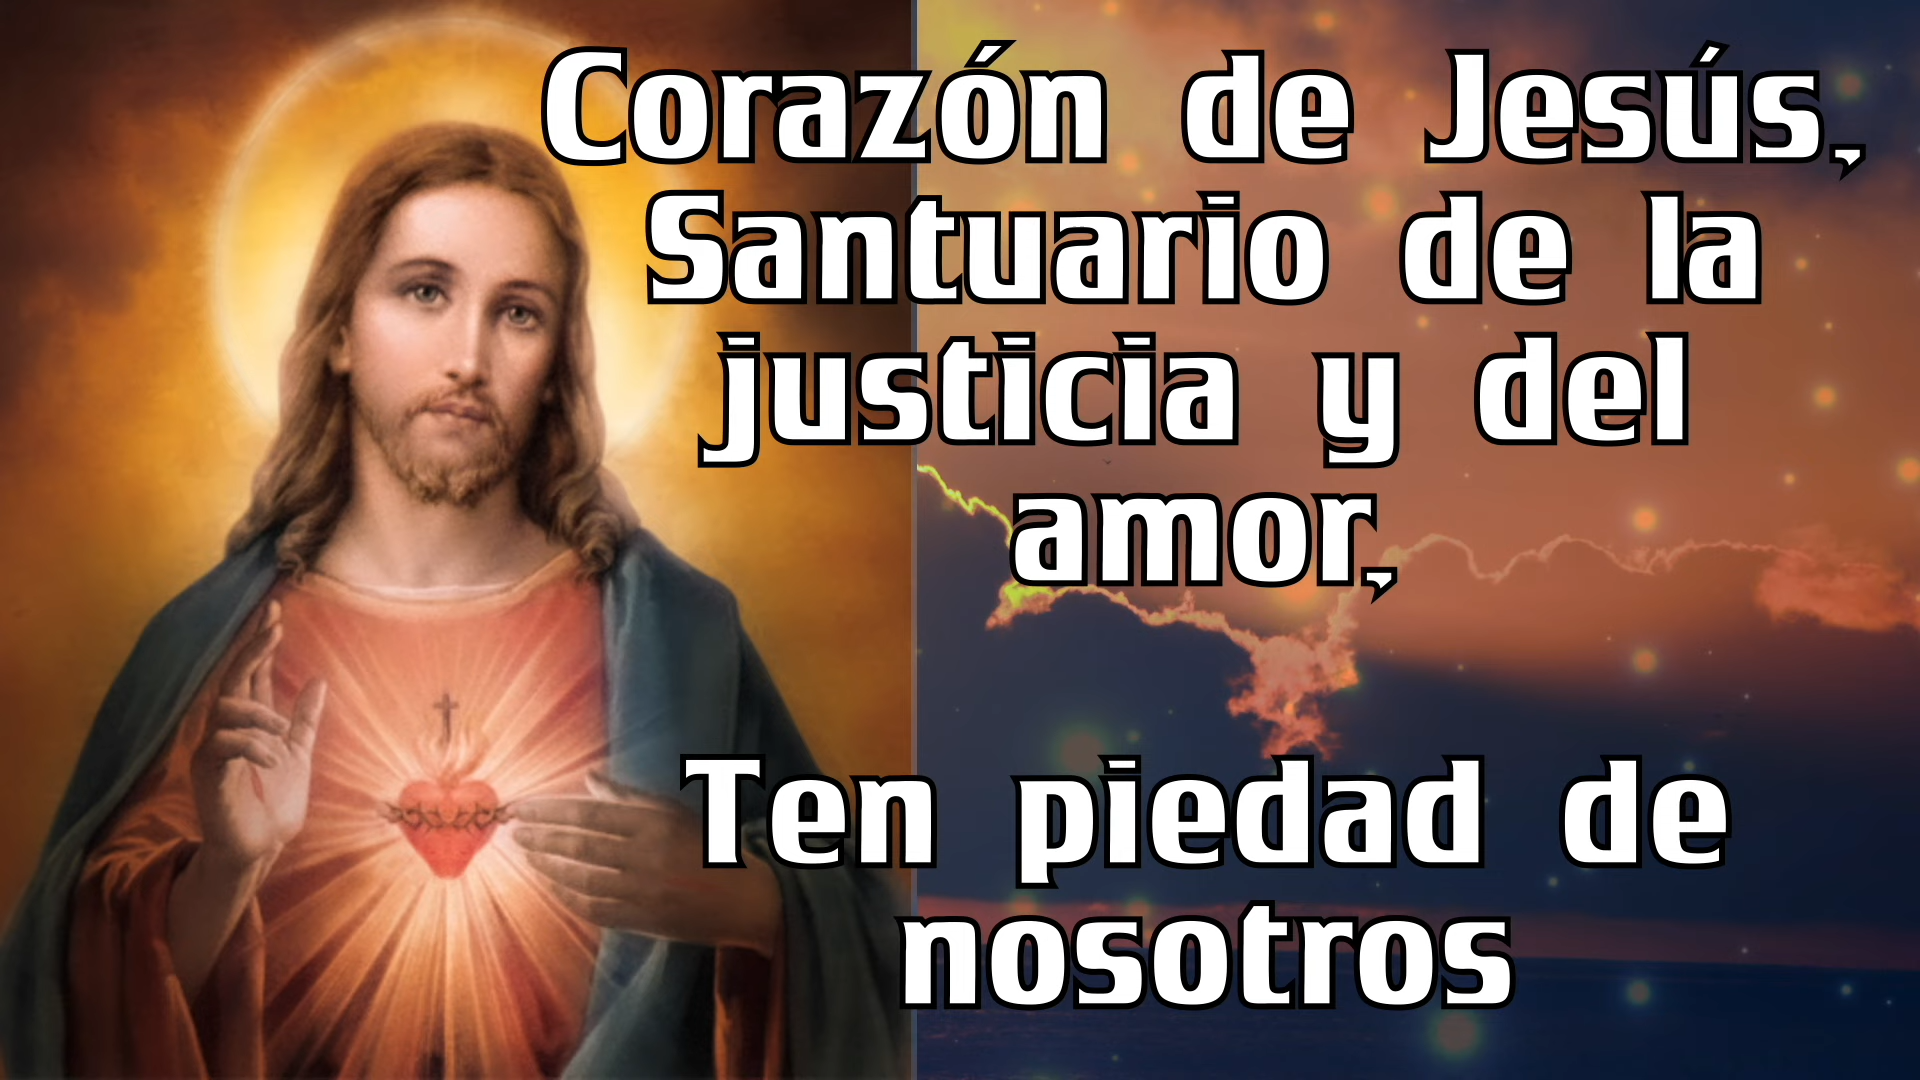 Corazón de Jesús,
Santuario de la
justicia y del
amor,
Ten piedad de
nosotros